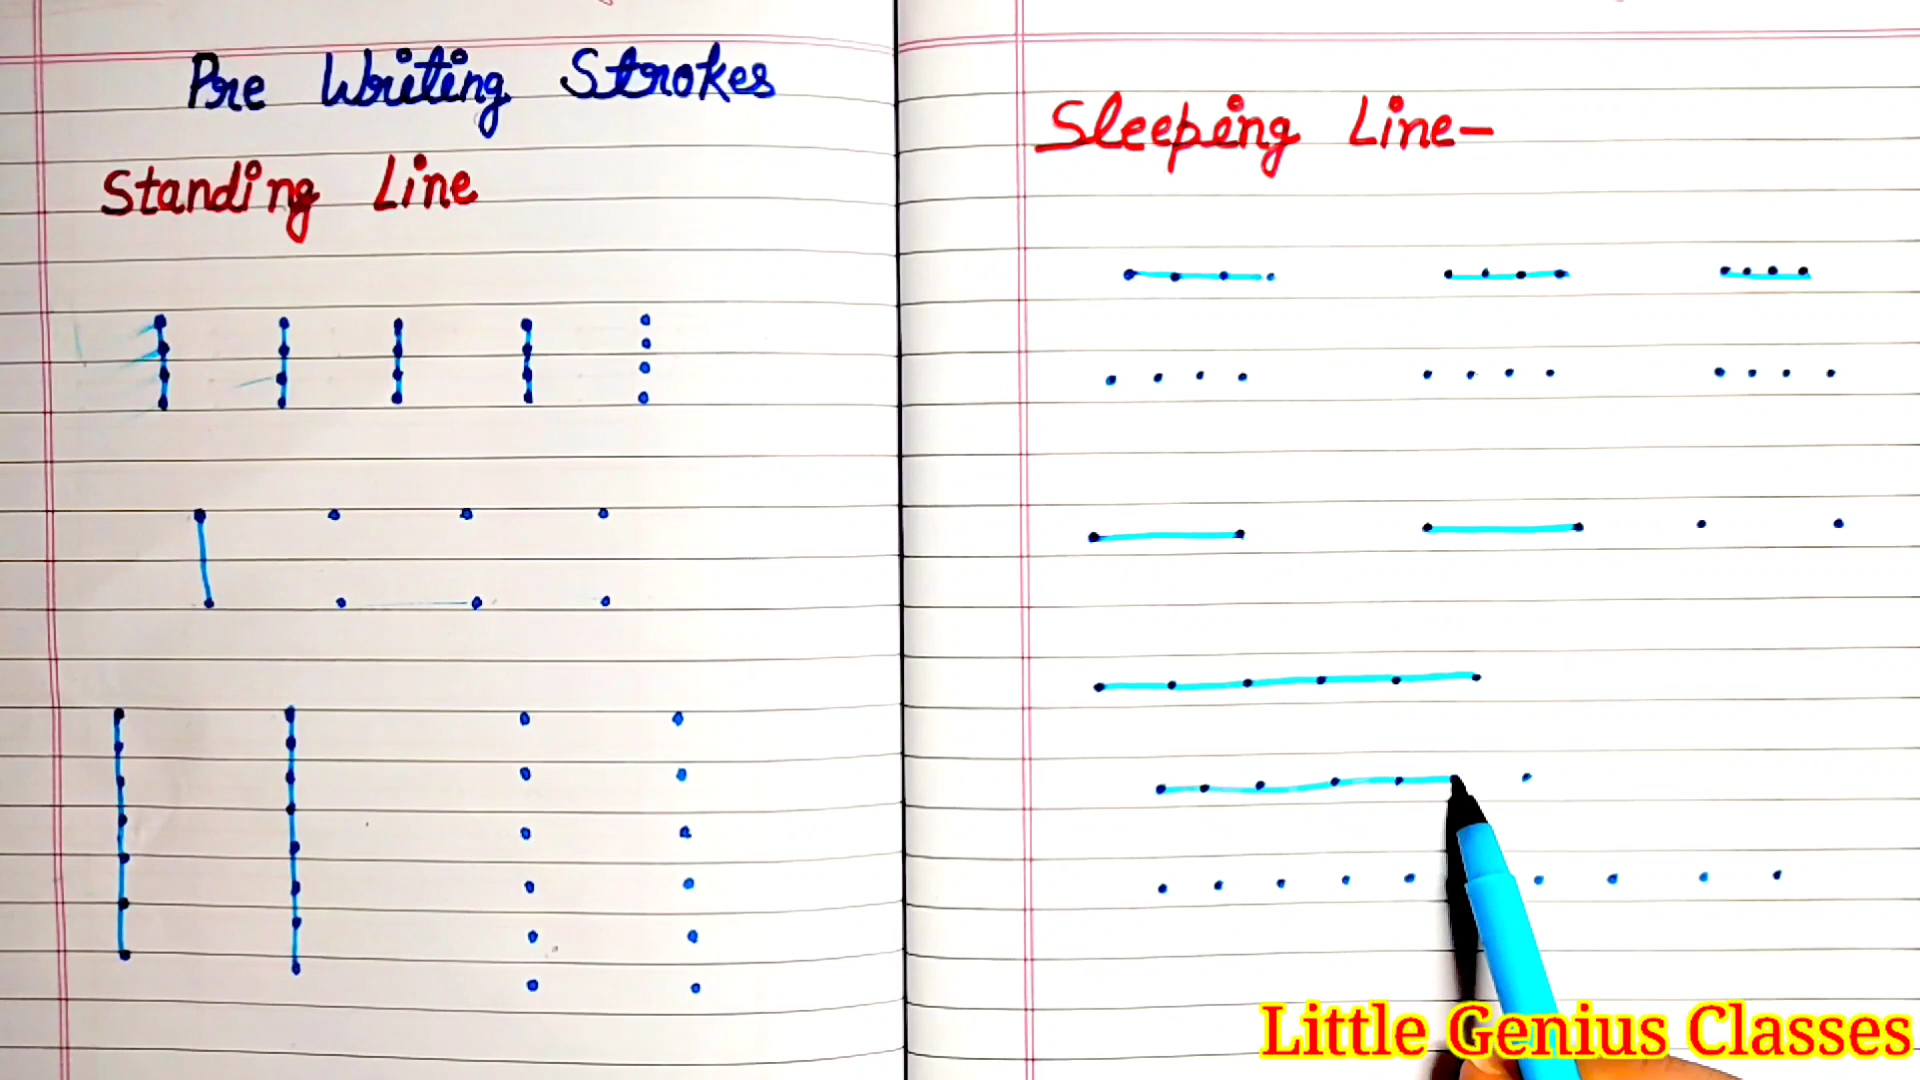 Pre Writing Strokes
Standing Line
Sleeping Line-
Little Genius Classes